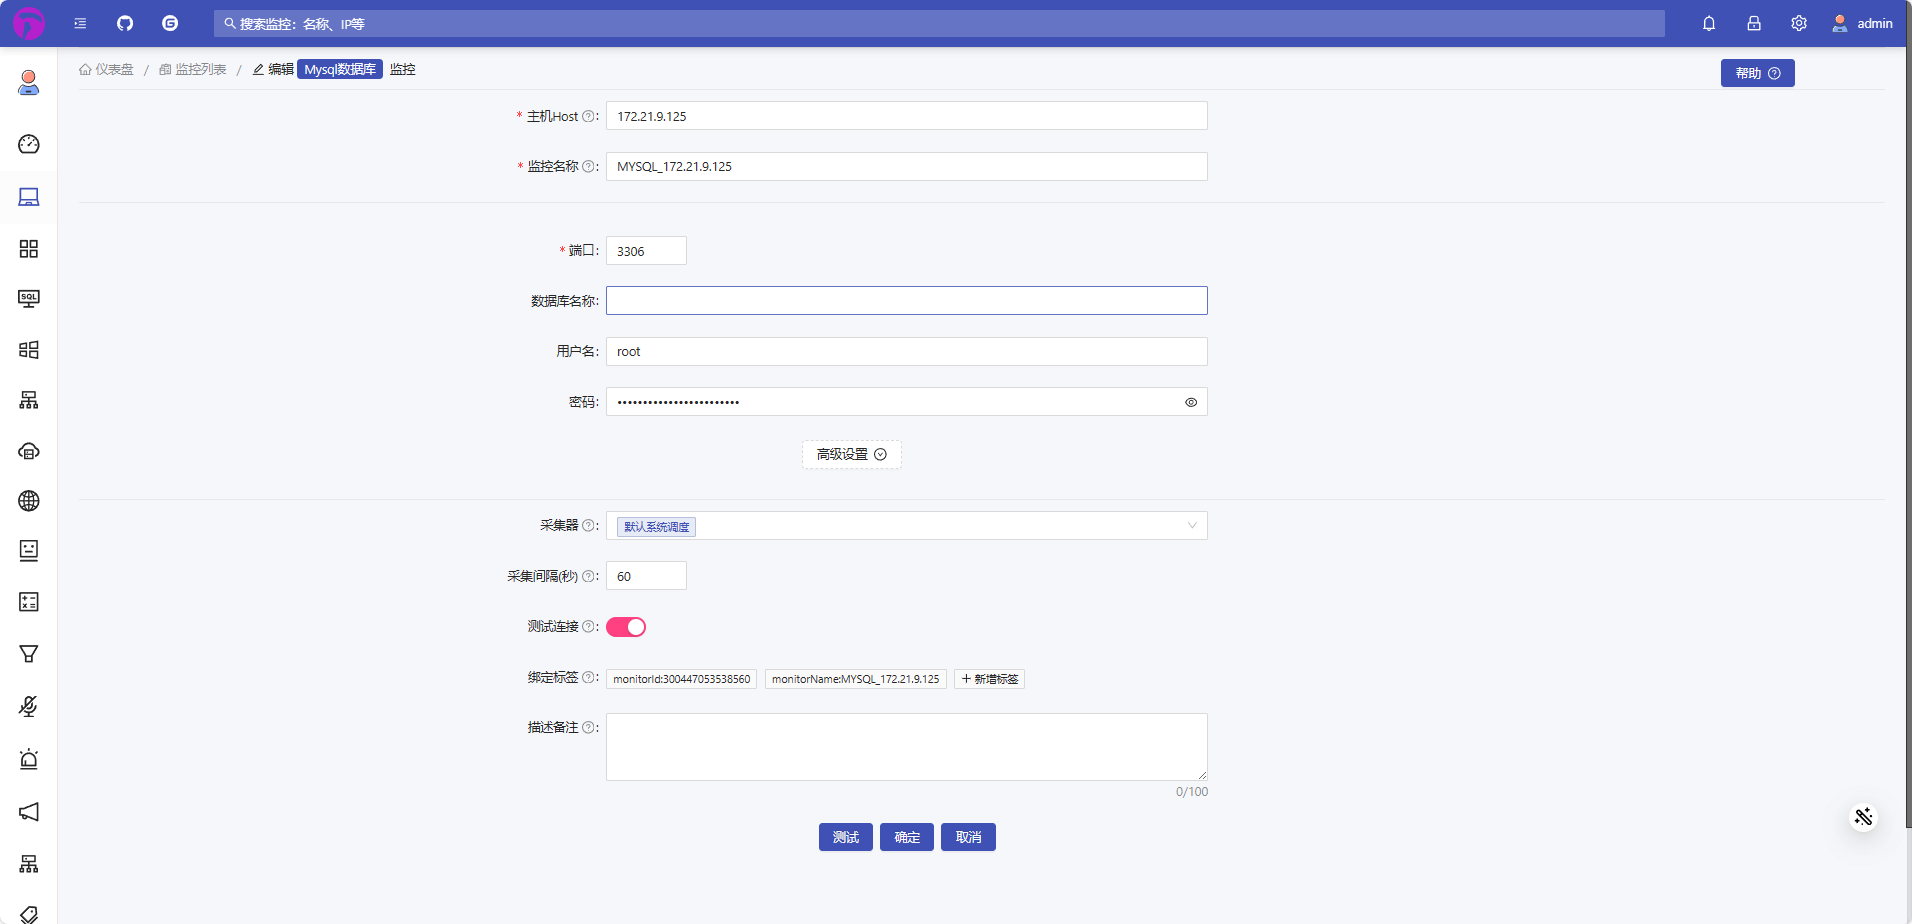 搜索监控：名称、IP等
admin
仪表盘 / 监控列表 / 编辑 Mysql数据库 监控
帮助
* 主机Host : 172.21.9.125
* 监控名称 : MYSQL_172.21.9.125
* 端口: 3306
数据库名称:
用户名: root
密码: ••••••••••••••••••••••••
高级设置
采集器 : 默认系统调度
采集间隔(秒) : 60
测试连接 :
绑定标签 : monitorId:300447053538560 monitorName:MYSQL_172.21.9.125 + 新增标签
描述备注 :
0/100
测试 确定 取消
SQL